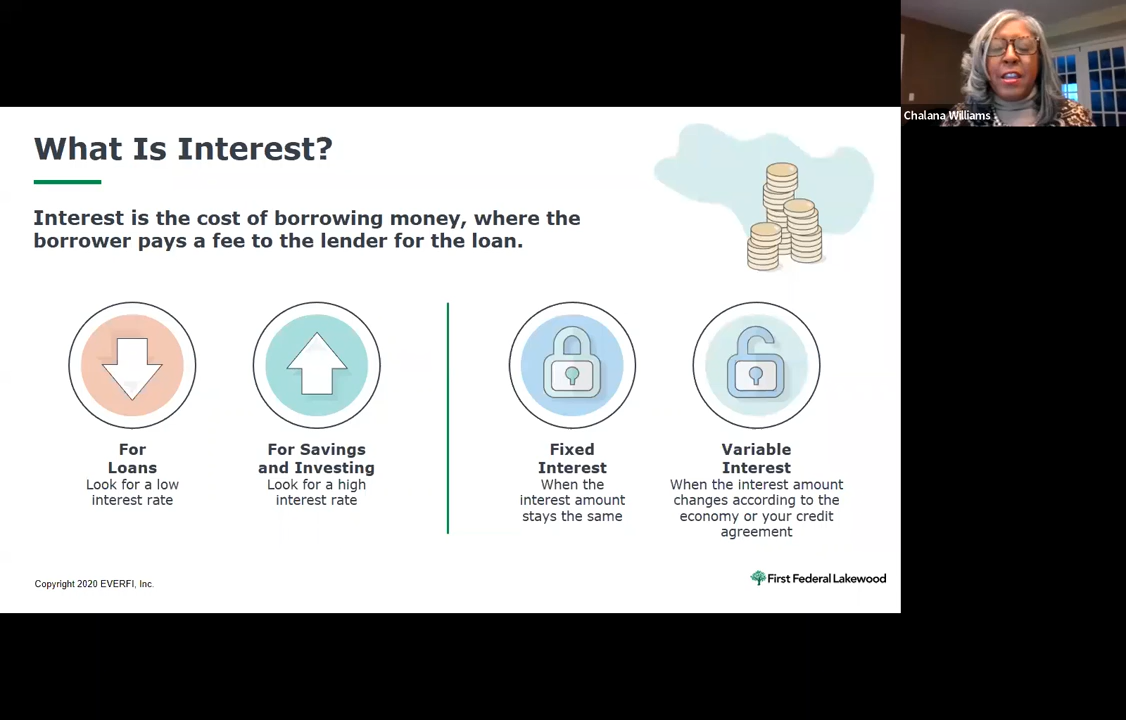 Chalana Williams
What Is Interest?
Interest is the cost of borrowing money, where the
borrower pays a fee to the lender for the loan.
For
Loans
Look for a low
interest rate
For Savings
and Investing
Look for a high
interest rate
Fixed
Interest
When the
interest amount
stays the same
Variable
Interest
When the interest amount
changes according to the
economy or your credit
agreement
Copyright 2020 EVERFI, Inc.
First Federal Lakewood